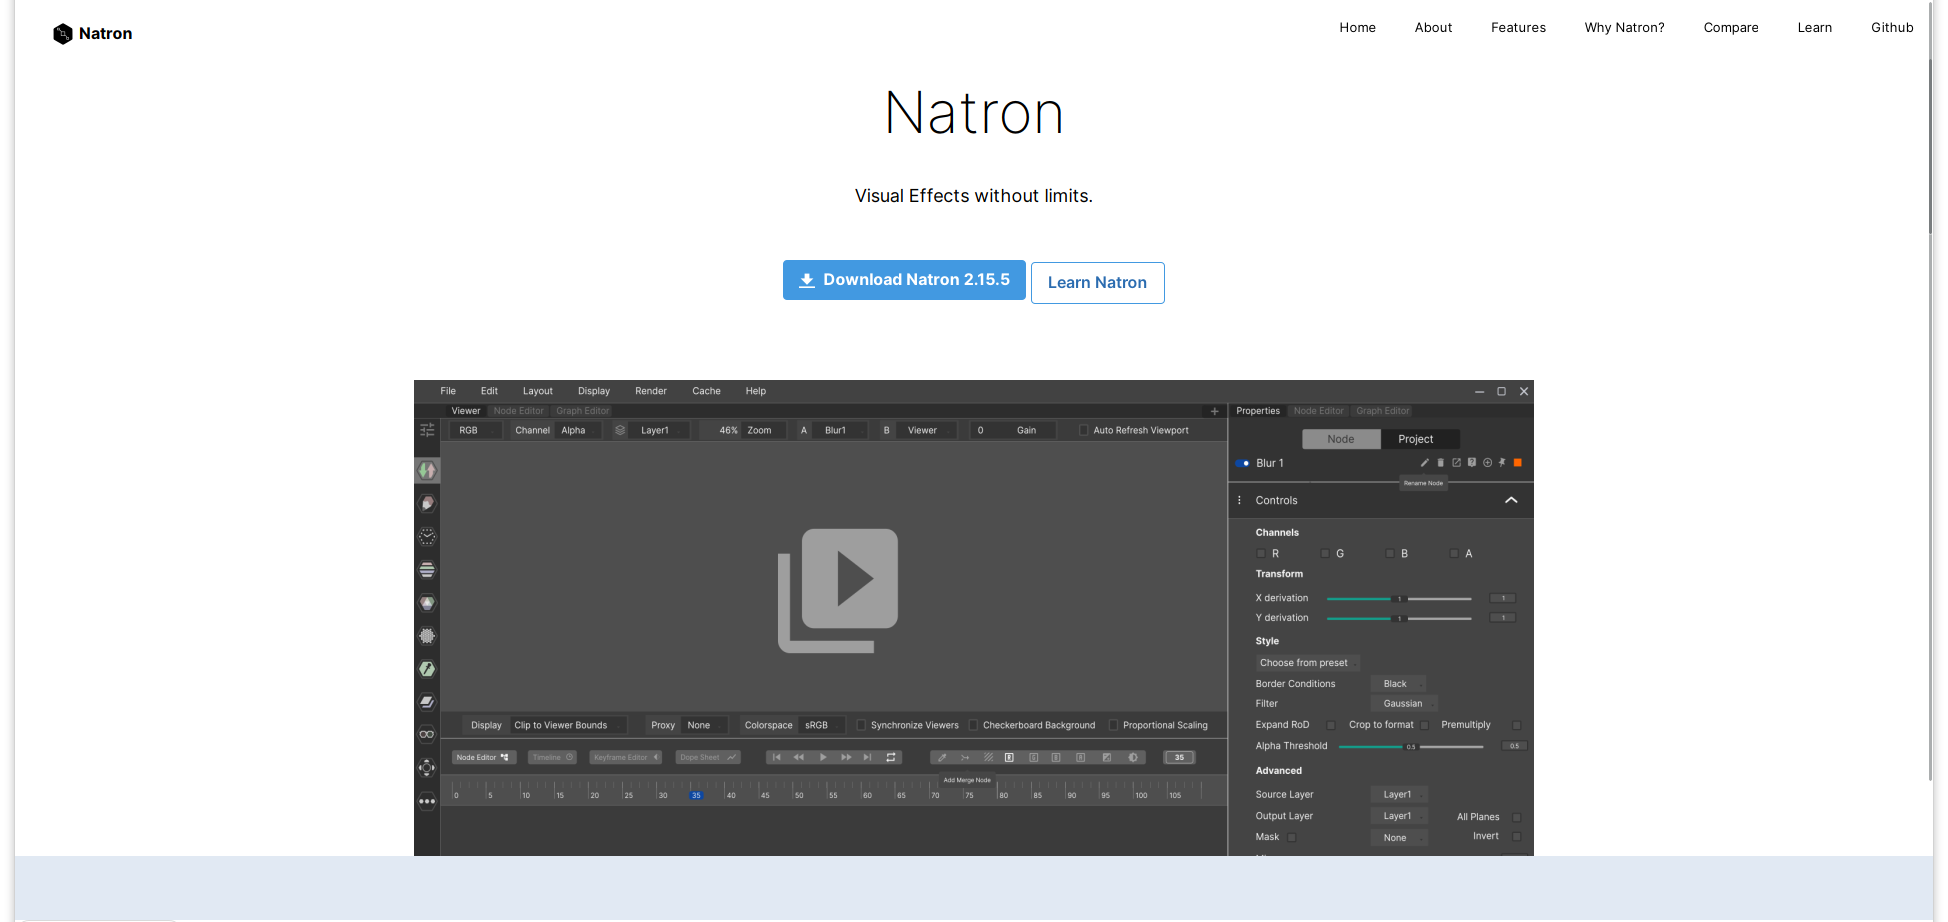 Natron
Home About Features Why Natron? Compare Learn Github
Natron
Visual Effects without limits.
Download Natron 2.15.5 Learn Natron
File Edit Layout Display Render Cache Help
Viewer Node Editor Graph Editor
RGB Channel Alpha Layer1 46% Zoom A Blur1 B Viewer 0 Gain Auto Refresh Viewport
Display Clip to Viewer Bounds Proxy None Colorspace sRGB Synchronize Viewers Checkerboard Background Proportional Scaling
Node Editor Timeline Keyframe Editor Dope Sheet 35
Add Merge Node
0 5 10 15 20 25 30 35 40 45 50 55 60 65 70 75 80 85 90 95 100 105
Properties Node Editor Graph Editor
Node Project
Blur 1
Rename Node
Controls
Channels
R G B A
Transform
X derivation 1 1
Y derivation 1 1
Style
Choose from preset
Border Conditions Black
Filter Gaussian
Expand RoD Crop to format Premultiply
Alpha Threshold 0.5 0.5
Advanced
Source Layer Layer1
Output Layer Layer1 All Planes
Mask None Invert